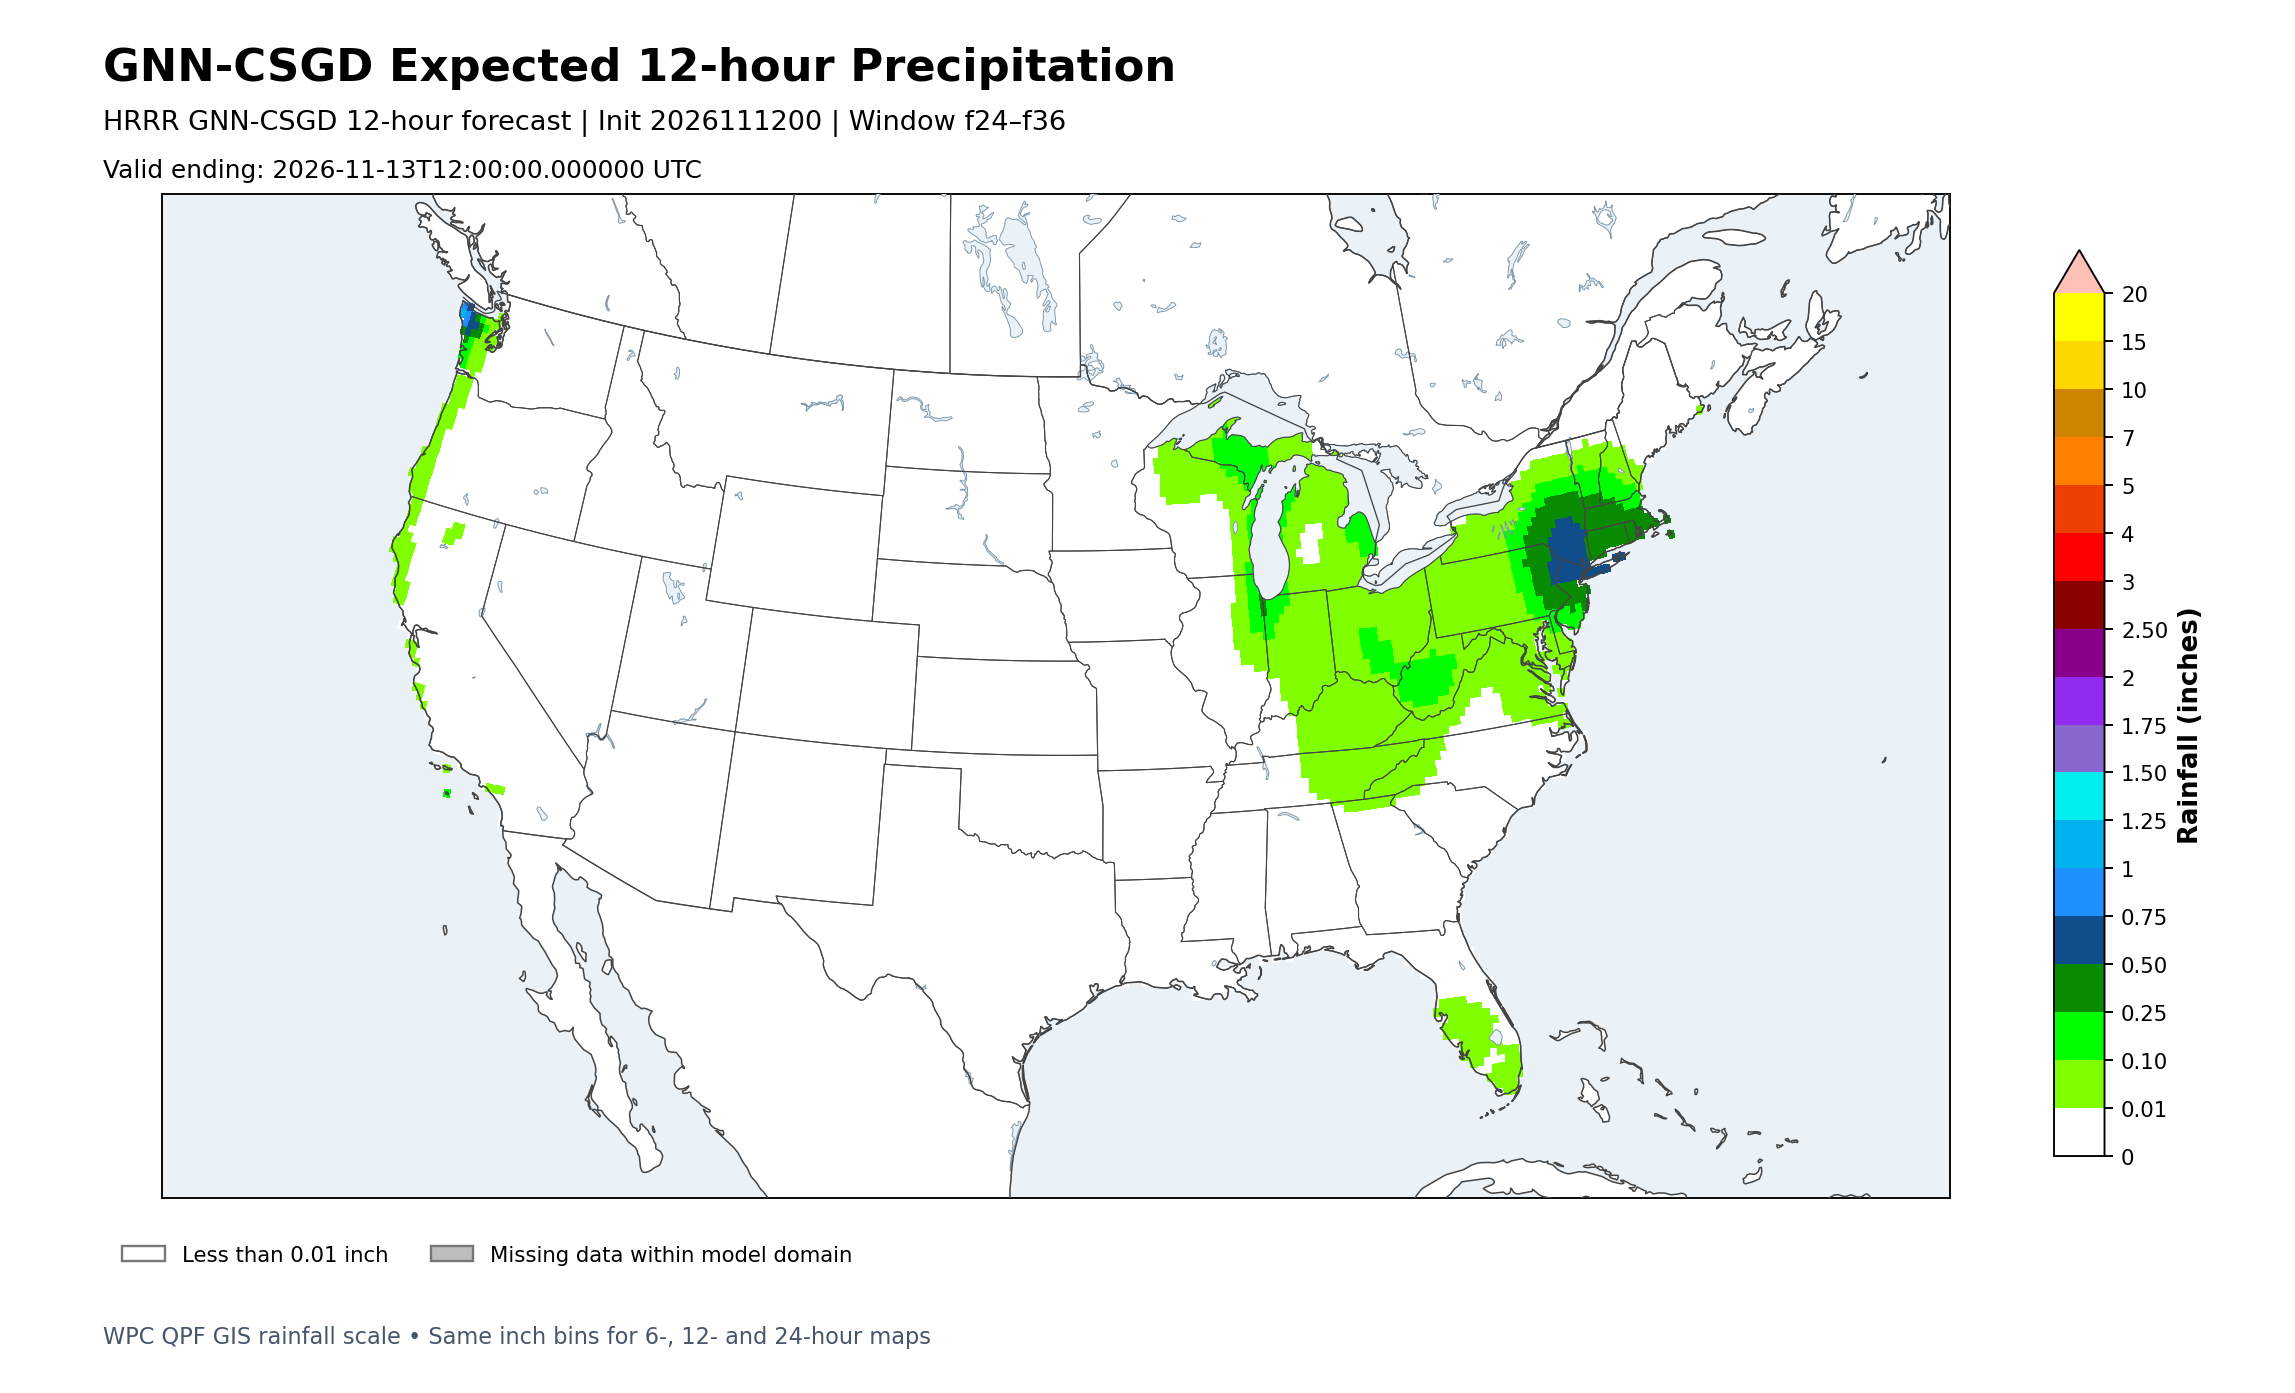 GNN-CSGD Expected 12-hour Precipitation
HRRR GNN-CSGD 12-hour forecast | Init 2026111200 | Window f24–f36
Valid ending: 2026-11-13T12:00:00.000000 UTC
20
15
10
7
5
4
3
2.50
2
1.75
1.50
1.25
1
0.75
0.50
0.25
0.10
0.01
0
Rainfall (inches)
Less than 0.01 inch
Missing data within model domain
WPC QPF GIS rainfall scale • Same inch bins for 6-, 12- and 24-hour maps